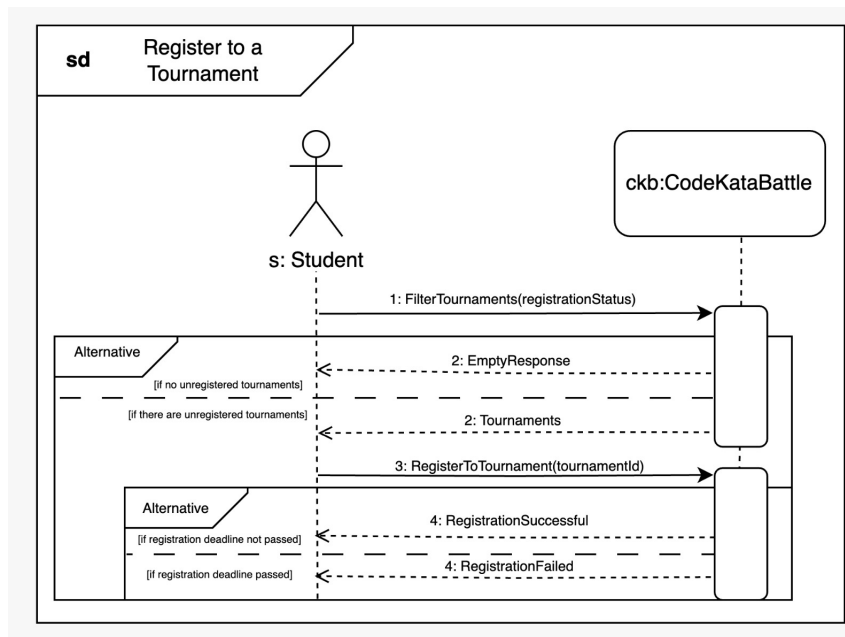 sd
Register to a
Tournament
ckb:CodeKataBattle
s: Student
1: FilterTournaments(registrationStatus)
Alternative
2: EmptyResponse
[if no unregistered tournaments]
[if there are unregistered tournaments]
2: Tournaments
3: RegisterToTournament(tournamentId)
Alternative
4: RegistrationSuccessful
[if registration deadline not passed]
4: RegistrationFailed
[if registration deadline passed]